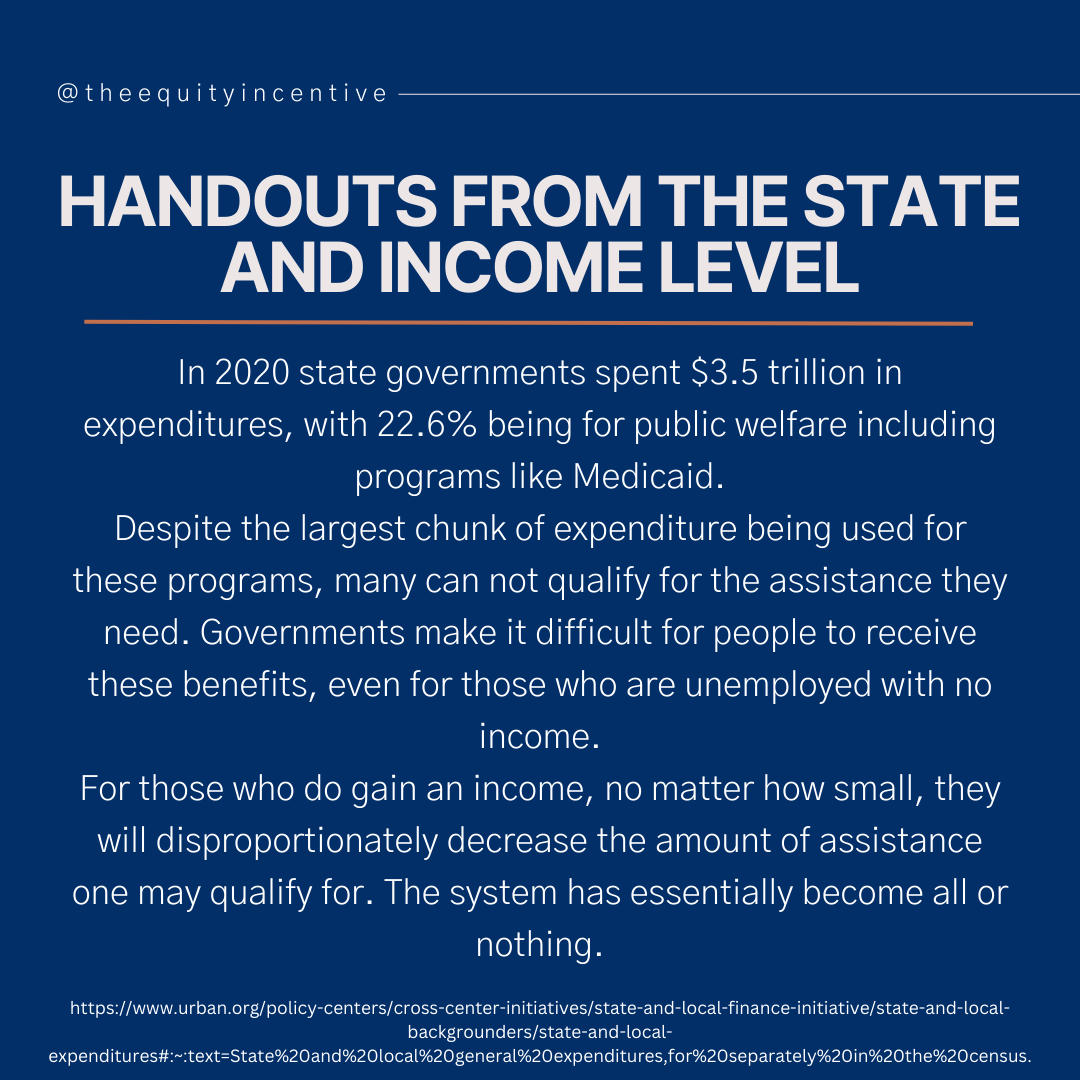 @theequityincentive
HANDOUTS FROM THE STATE
AND INCOME LEVEL
In 2020 state governments spent $3.5 trillion in
expenditures, with 22.6% being for public welfare including
programs like Medicaid.
Despite the largest chunk of expenditure being used for
these programs, many can not qualify for the assistance they
need. Governments make it difficult for people to receive
these benefits, even for those who are unemployed with no
income.
For those who do gain an income, no matter how small, they
will disproportionately decrease the amount of assistance
one may qualify for. The system has essentially become all or
nothing.
https://www.urban.org/policy-centers/cross-center-initiatives/state-and-local-finance-initiative/state-and-local-
backgrounders/state-and-local-
expenditures#:~:text=State%20and%20local%20general%20expenditures,for%20separately%20in%20the%20census.